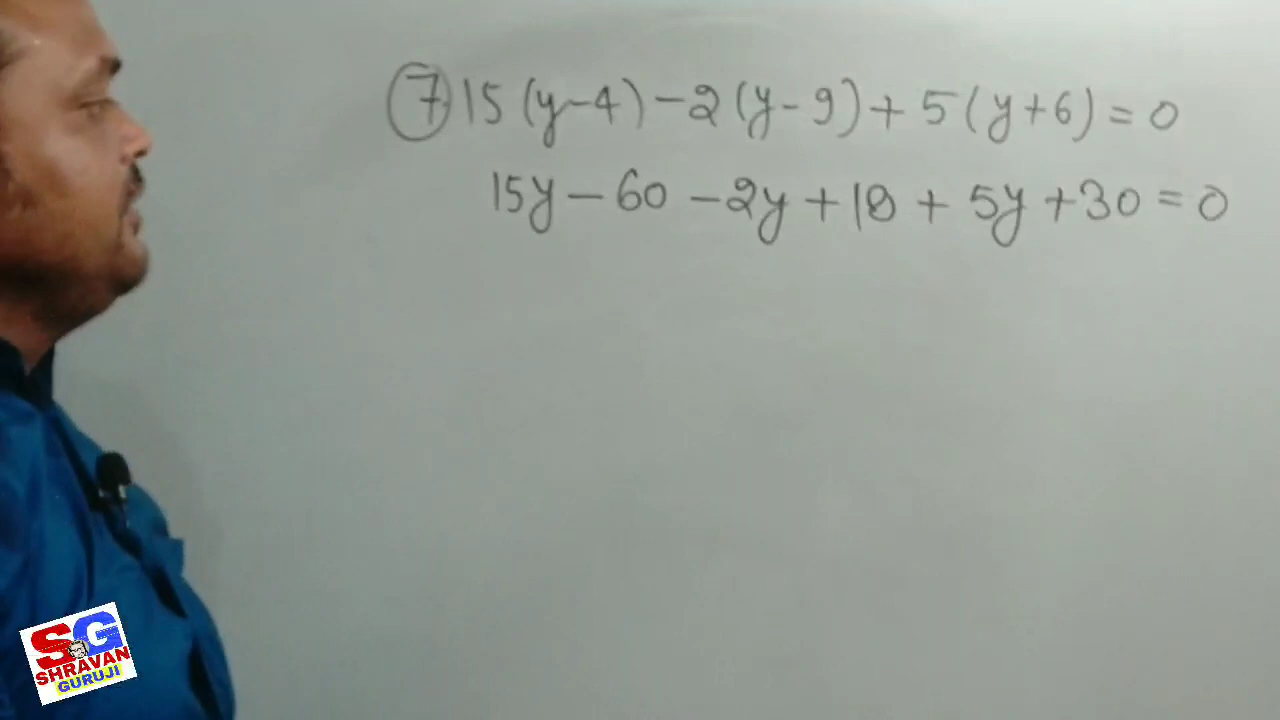 ⑦ 15 (y-4) -2 (y-9) + 5 (y+6) = 0
15y - 60 - 2y + 18 + 5y + 30 = 0
SG
SHRAVAN
GURUJI